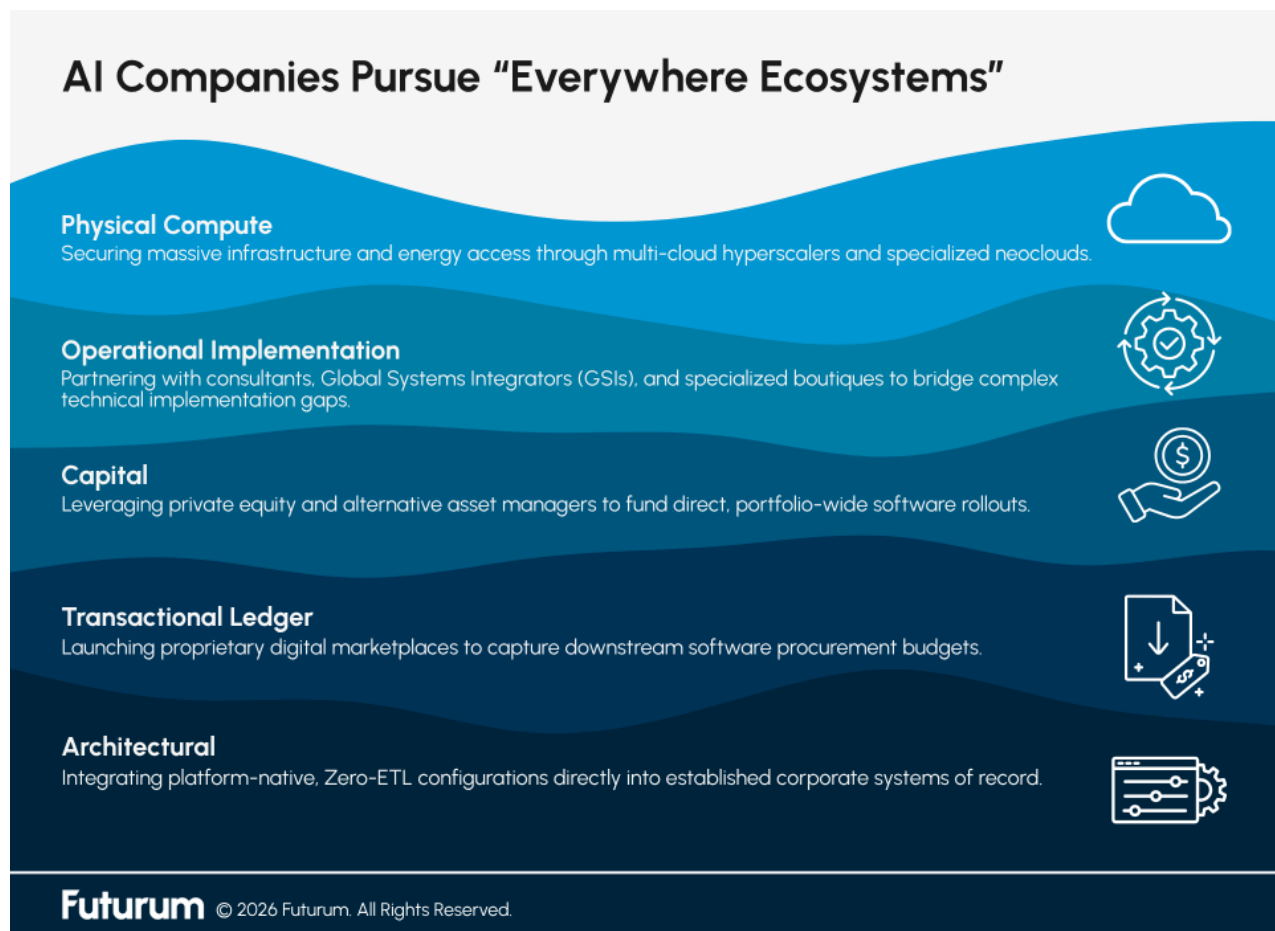 AI Companies Pursue “Everywhere Ecosystems”
Physical Compute
Securing massive infrastructure and energy access through multi-cloud hyperscalers and specialized neoclouds.
Operational Implementation
Partnering with consultants, Global Systems Integrators (GSIs), and specialized boutiques to bridge complex
technical implementation gaps.
Capital
Leveraging private equity and alternative asset managers to fund direct, portfolio-wide software rollouts.
Transactional Ledger
Launching proprietary digital marketplaces to capture downstream software procurement budgets.
Architectural
Integrating platform-native, Zero-ETL configurations directly into established corporate systems of record.
Futurum © 2026 Futurum. All Rights Reserved.